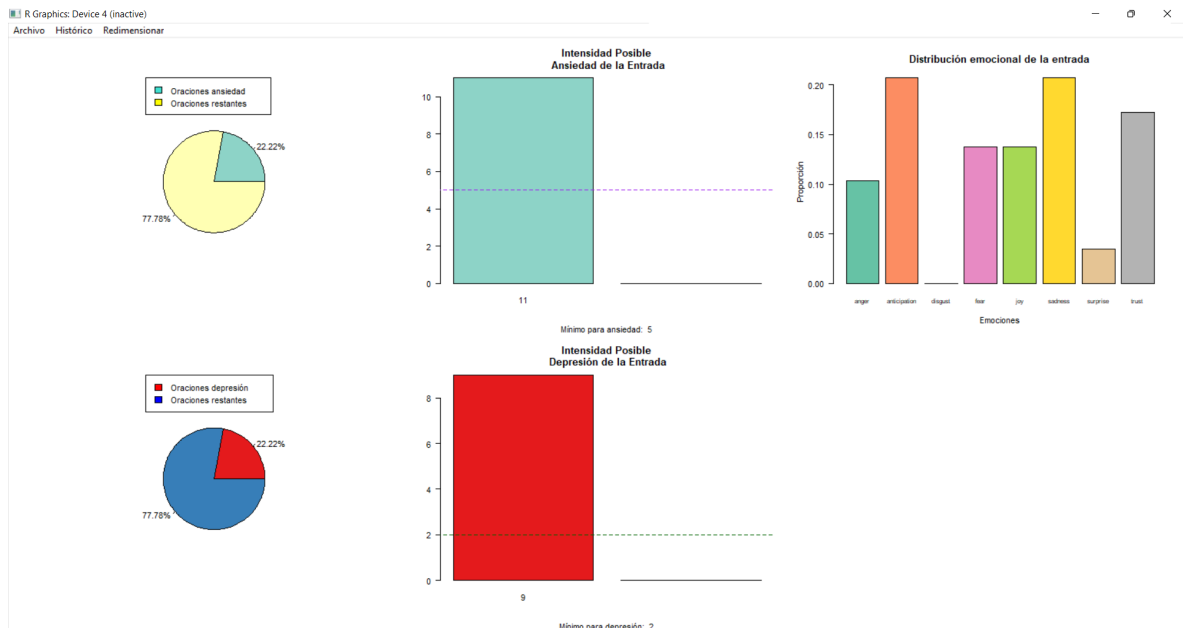 R Graphics: Device 4 (inactive)
Archivo Histórico Redimensionar
Oraciones ansiedad
Oraciones restantes
22.22%
77.78%
Intensidad Posible
Ansiedad de la Entrada
10
8
6
4
2
0
11
Mínimo para ansiedad: 5
Distribución emocional de la entrada
Proporción
0.20
0.15
0.10
0.05
0.00
anger anticipation disgust fear joy sadness surprise trust
Emociones
Oraciones depresión
Oraciones restantes
22.22%
77.78%
Intensidad Posible
Depresión de la Entrada
8
6
4
2
0
9
Mínimo para depresión: 2